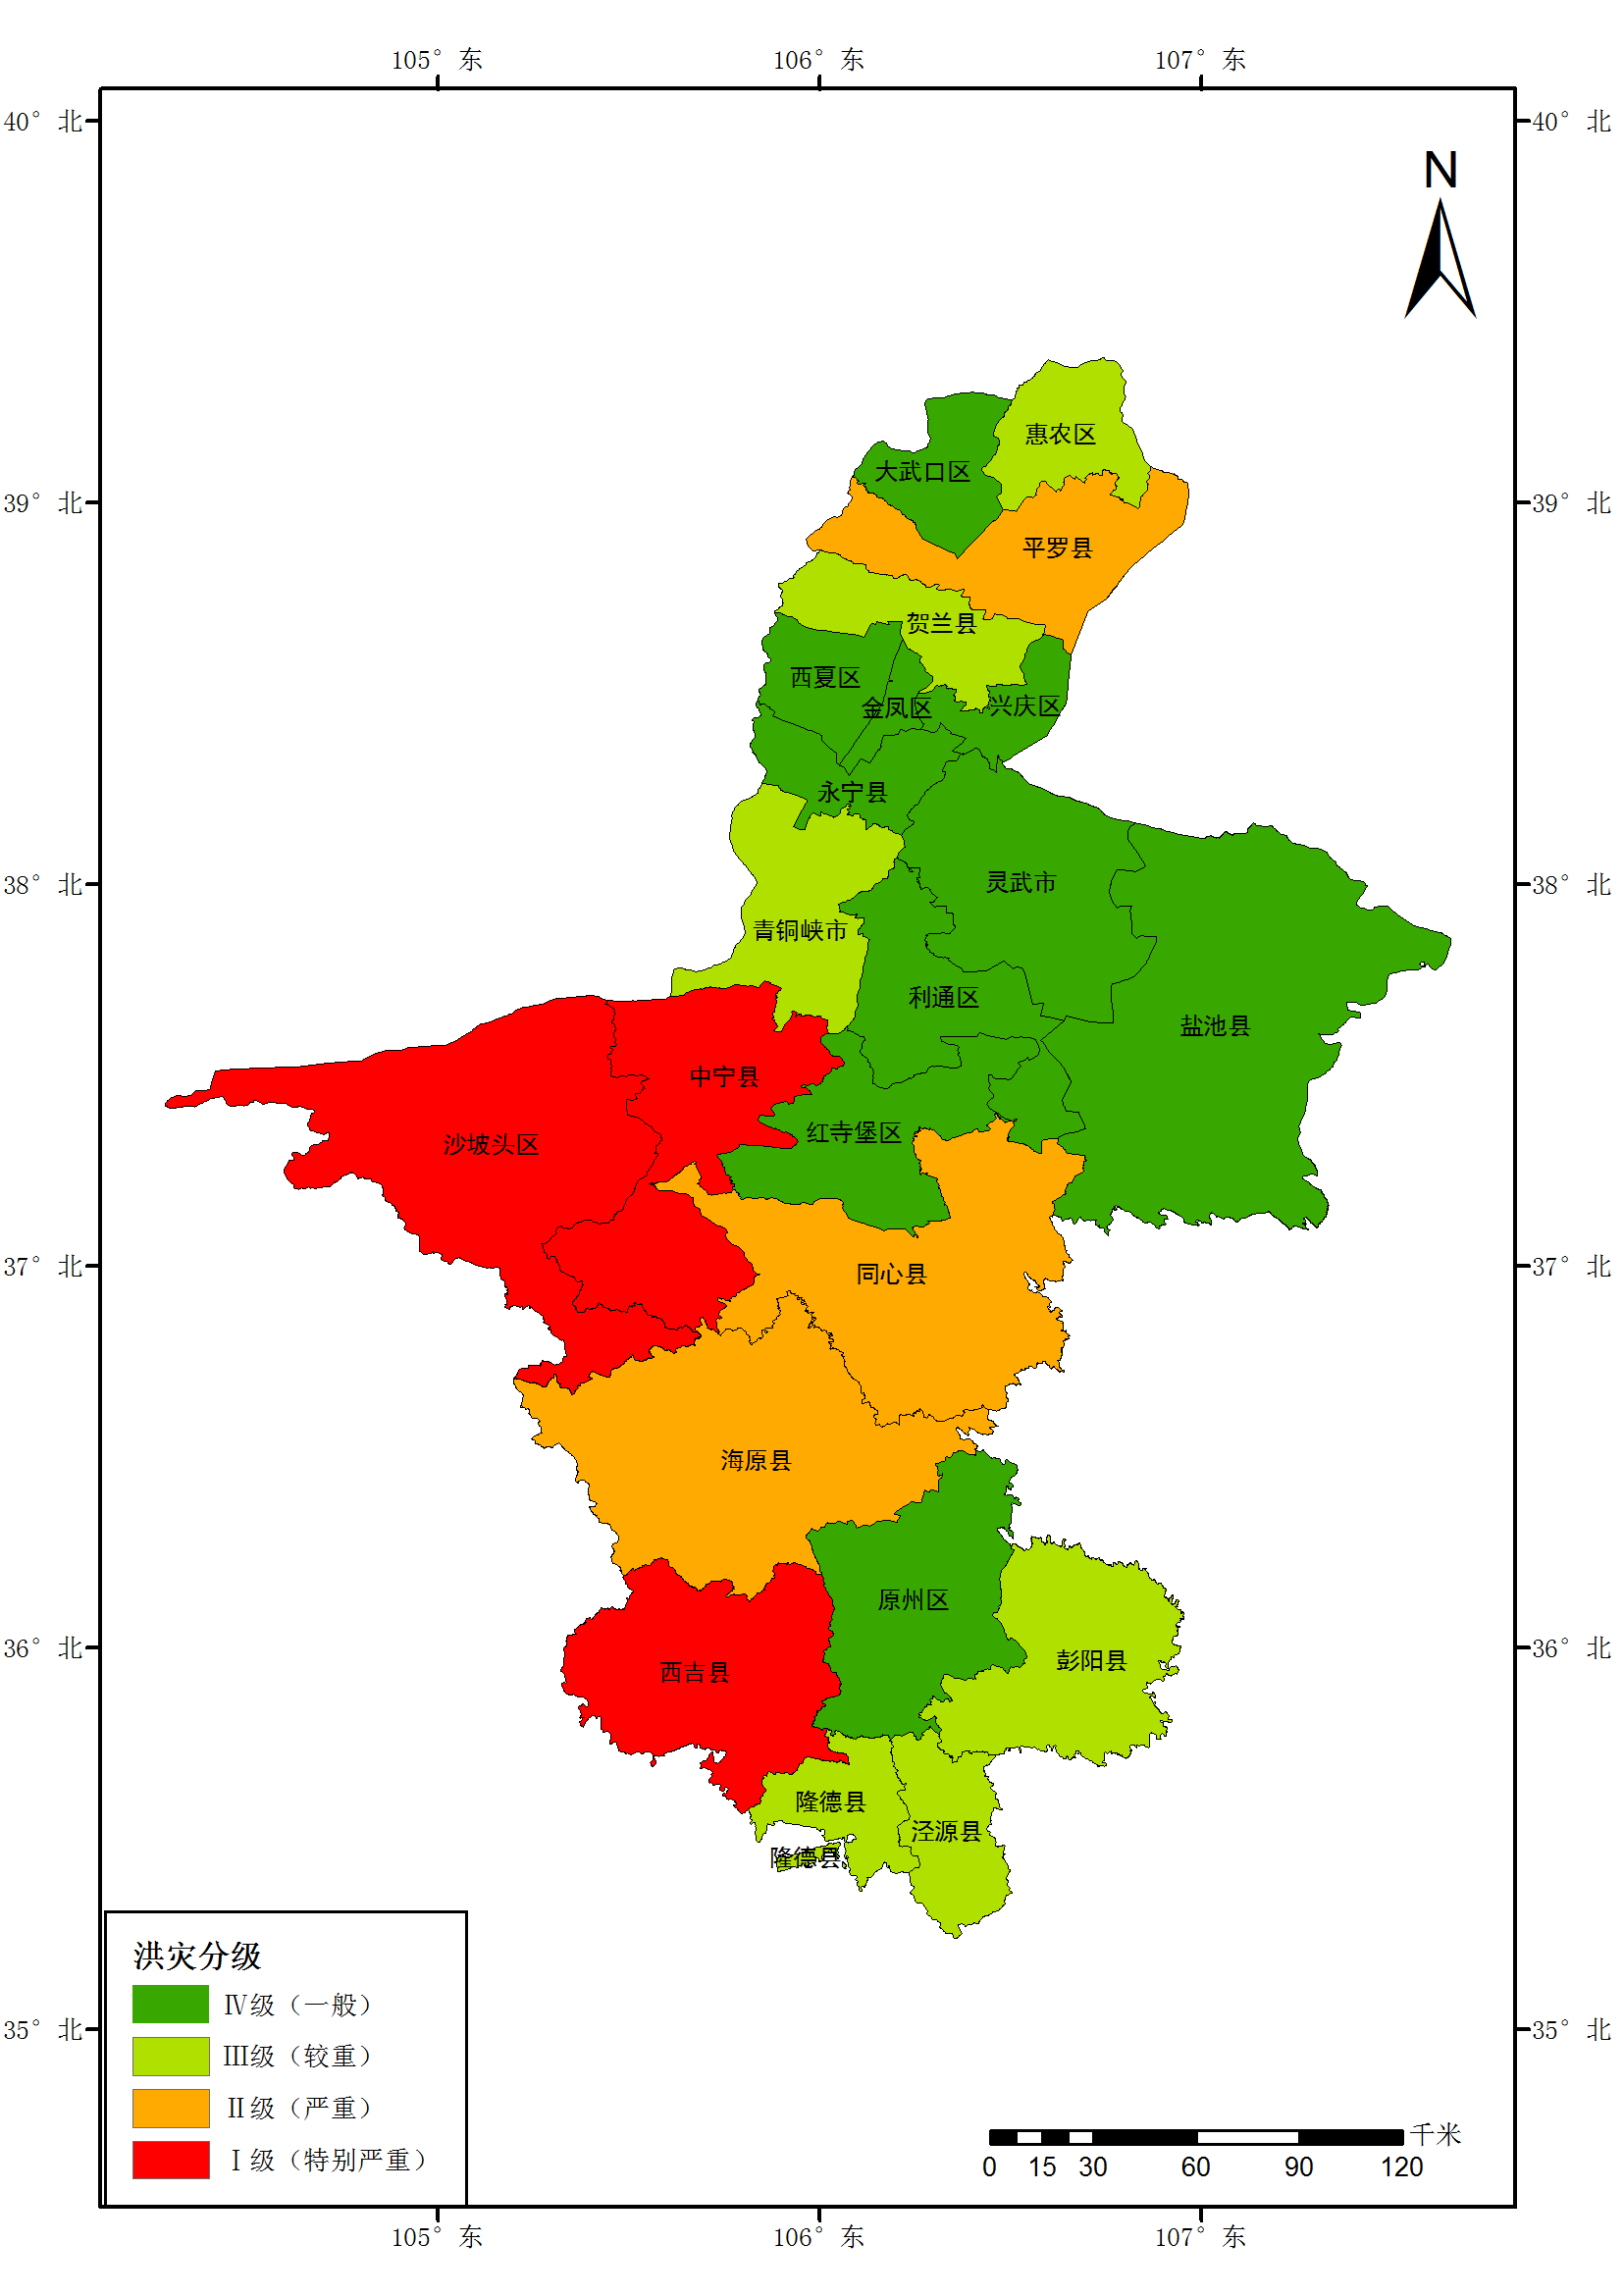 105° 东
106° 东
107° 东
40° 北
40° 北
N
惠农区
大武口区
39° 北
39° 北
平罗县
贺兰县
西夏区
金凤区
兴庆区
永宁县
38° 北
灵武市
38° 北
青铜峡市
利通区
盐池县
中宁县
红寺堡区
沙坡头区
37° 北
同心县
37° 北
海原县
原州区
36° 北
彭阳县
36° 北
西吉县
隆德县
泾源县
隆德县
洪灾分级
Ⅳ级（一般）
Ⅲ级（较重）
Ⅱ级（严重）
Ⅰ级（特别严重）
35° 北
35° 北
千米
0 15 30 60 90 120
105° 东
106° 东
107° 东